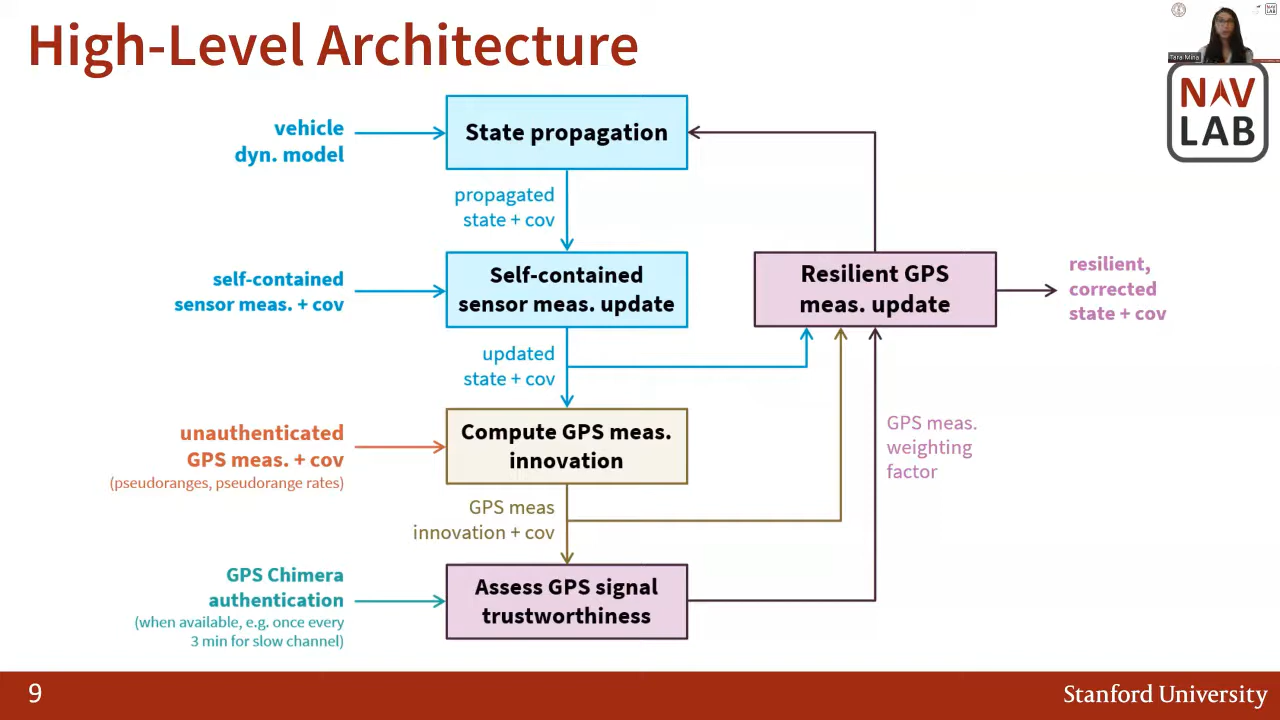 High-Level Architecture
Tara Mina
NAV
LAB
vehicle
dyn. model
State propagation
propagated
state + cov
self-contained
sensor meas. + cov
Self-contained
sensor meas. update
Resilient GPS
meas. update
resilient,
corrected
state + cov
updated
state + cov
unauthenticated
GPS meas. + cov
(pseudoranges, pseudorange rates)
Compute GPS meas.
innovation
GPS meas.
weighting
factor
GPS meas
innovation + cov
GPS Chimera
authentication
(when available, e.g. once every
3 min for slow channel)
Assess GPS signal
trustworthiness
9
Stanford University